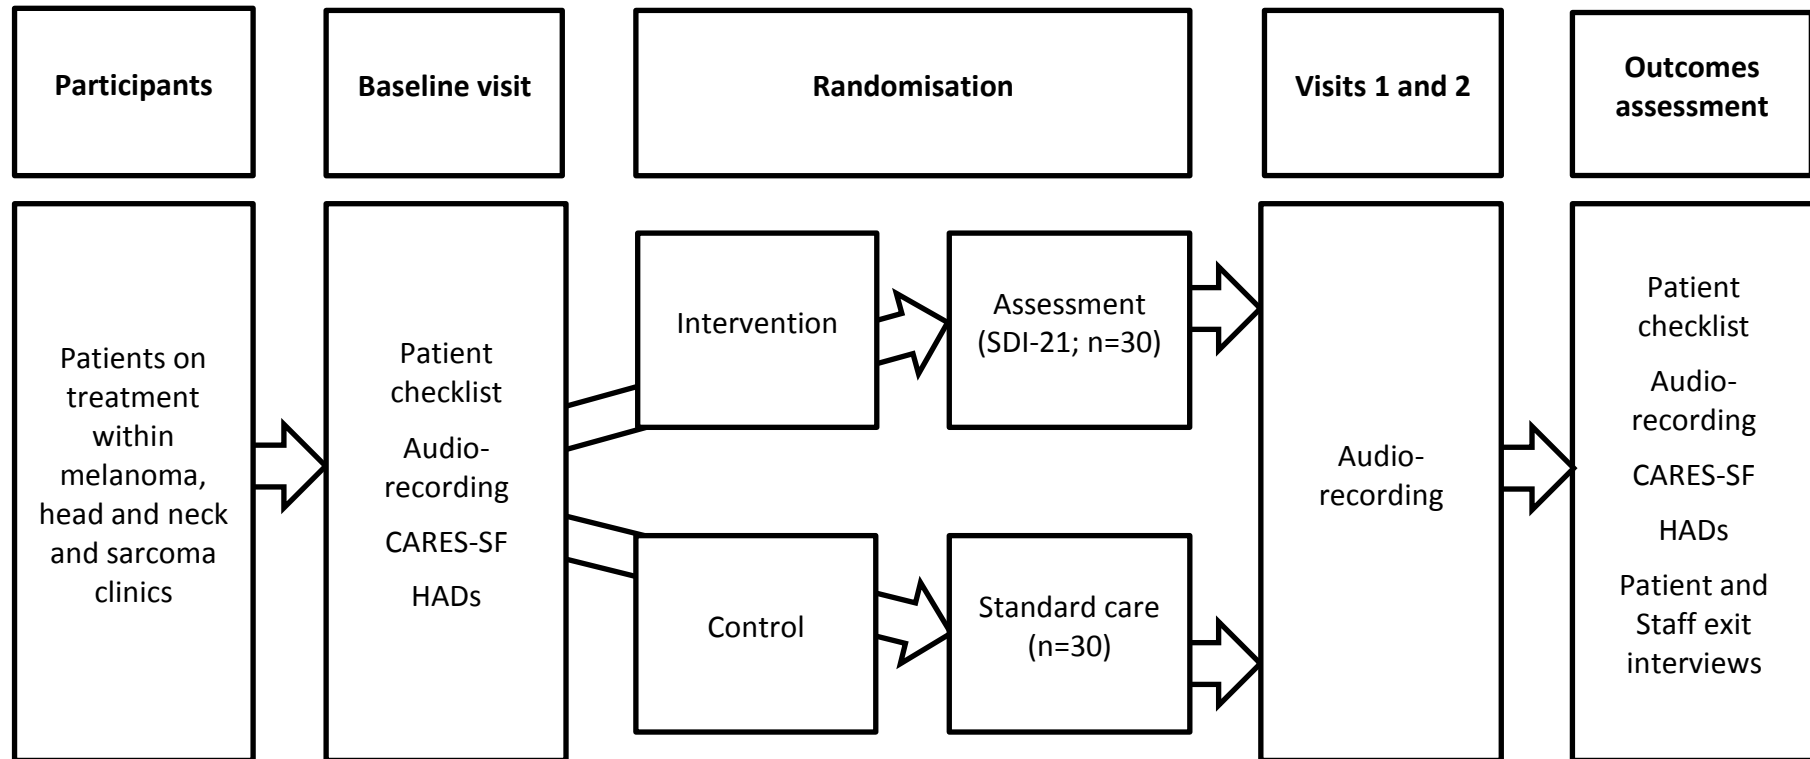 Participants
Baseline visit
Randomisation
Visits 1 and 2
Outcomes
assessment
Patients on
treatment
within
melanoma,
head and neck
and sarcoma
clinics
Patient
checklist
Audio-
recording
CARES-SF
HADs
Intervention
Assessment
(SDI-21; n=30)
Control
Standard care
(n=30)
Audio-
recording
Patient
checklist
Audio-
recording
CARES-SF
HADs
Patient and
Staff exit
interviews